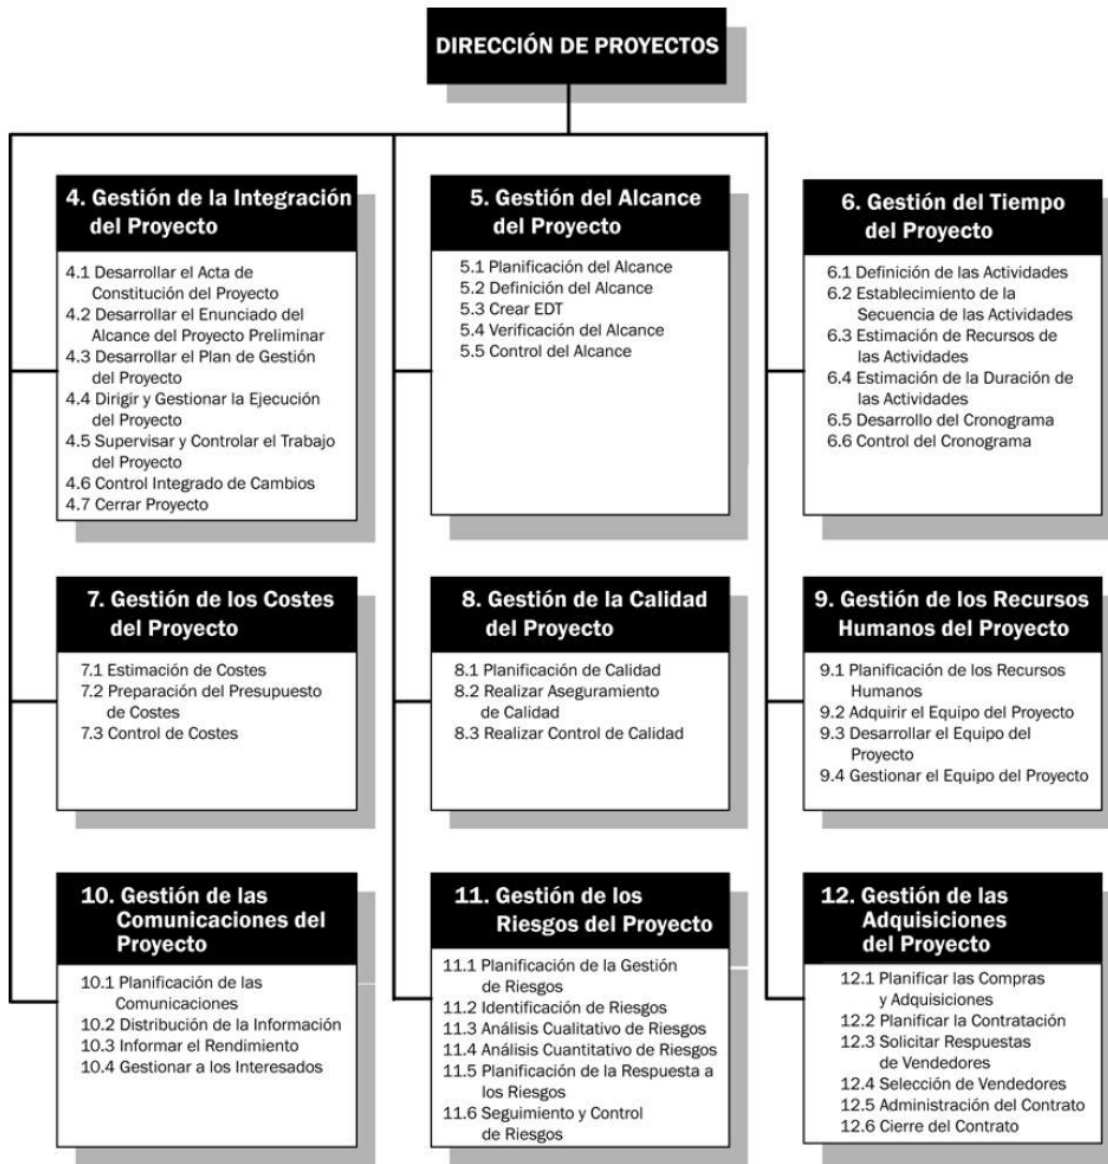 DIRECCIÓN DE PROYECTOS
4. Gestión de la Integración
del Proyecto
4.1 Desarrollar el Acta de
Constitución del Proyecto
4.2 Desarrollar el Enunciado del
Alcance del Proyecto Preliminar
4.3 Desarrollar el Plan de Gestión
del Proyecto
4.4 Dirigir y Gestionar la Ejecución
del Proyecto
4.5 Supervisar y Controlar el Trabajo
del Proyecto
4.6 Control Integrado de Cambios
4.7 Cerrar Proyecto
5. Gestión del Alcance
del Proyecto
5.1 Planificación del Alcance
5.2 Definición del Alcance
5.3 Crear EDT
5.4 Verificación del Alcance
5.5 Control del Alcance
6. Gestión del Tiempo
del Proyecto
6.1 Definición de las Actividades
6.2 Establecimiento de la
Secuencia de las Actividades
6.3 Estimación de Recursos de
las Actividades
6.4 Estimación de la Duración de
las Actividades
6.5 Desarrollo del Cronograma
6.6 Control del Cronograma
7. Gestión de los Costes
del Proyecto
7.1 Estimación de Costes
7.2 Preparación del Presupuesto
de Costes
7.3 Control de Costes
8. Gestión de la Calidad
del Proyecto
8.1 Planificación de Calidad
8.2 Realizar Aseguramiento
de Calidad
8.3 Realizar Control de Calidad
9. Gestión de los Recursos
Humanos del Proyecto
9.1 Planificación de los Recursos
Humanos
9.2 Adquirir el Equipo del Proyecto
9.3 Desarrollar el Equipo del
Proyecto
9.4 Gestionar el Equipo del Proyecto
10. Gestión de las
Comunicaciones del
Proyecto
10.1 Planificación de las
Comunicaciones
10.2 Distribución de la Información
10.3 Informar el Rendimiento
10.4 Gestionar a los Interesados
11. Gestión de los
Riesgos del Proyecto
11.1 Planificación de la Gestión
de Riesgos
11.2 Identificación de Riesgos
11.3 Análisis Cualitativo de Riesgos
11.4 Análisis Cuantitativo de Riesgos
11.5 Planificación de la Respuesta a
los Riesgos
11.6 Seguimiento y Control
de Riesgos
12. Gestión de las
Adquisiciones
del Proyecto
12.1 Planificar las Compras
y Adquisiciones
12.2 Planificar la Contratación
12.3 Solicitar Respuestas
de Vendedores
12.4 Selección de Vendedores
12.5 Administración del Contrato
12.6 Cierre del Contrato